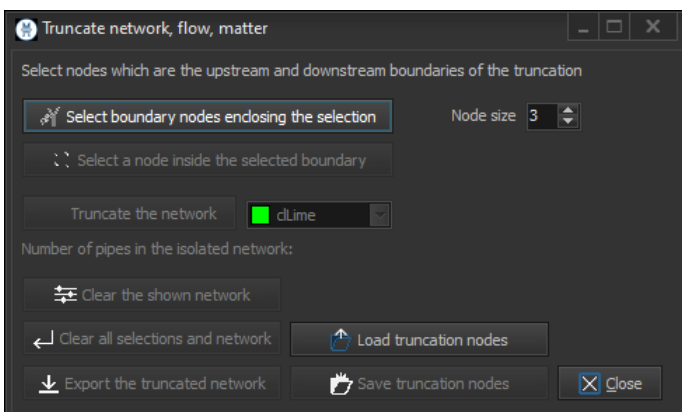 Truncate network, flow, matter
Select nodes which are the upstream and downstream boundaries of the truncation
Select boundary nodes enclosing the selection
Node size 3
Select a node inside the selected boundary
Truncate the network clLime
Number of pipes in the isolated network:
Clear the shown network
Clear all selections and network Load truncation nodes
Export the truncated network Save truncation nodes Close